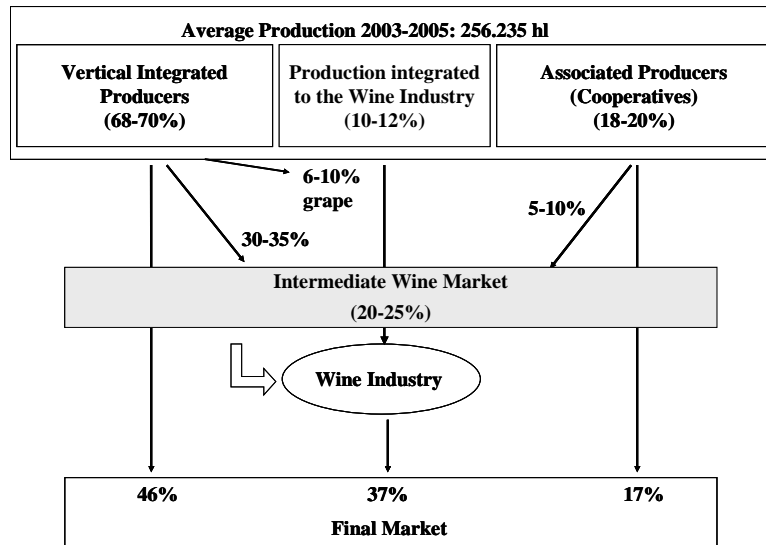 Average Production 2003-2005: 256.235 hl
Vertical Integrated
Producers
(68-70%)
Production integrated
to the Wine Industry
(10-12%)
Associated Producers
(Cooperatives)
(18-20%)
6-10%
grape
5-10%
30-35%
Intermediate Wine Market
(20-25%)
Wine Industry
46%
37%
17%
Final Market